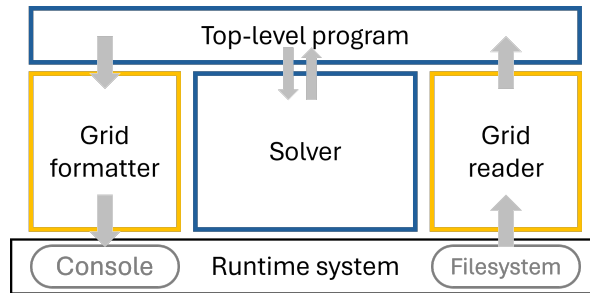 Top-level program
Grid
formatter
Solver
Grid
reader
Console
Runtime system
Filesystem